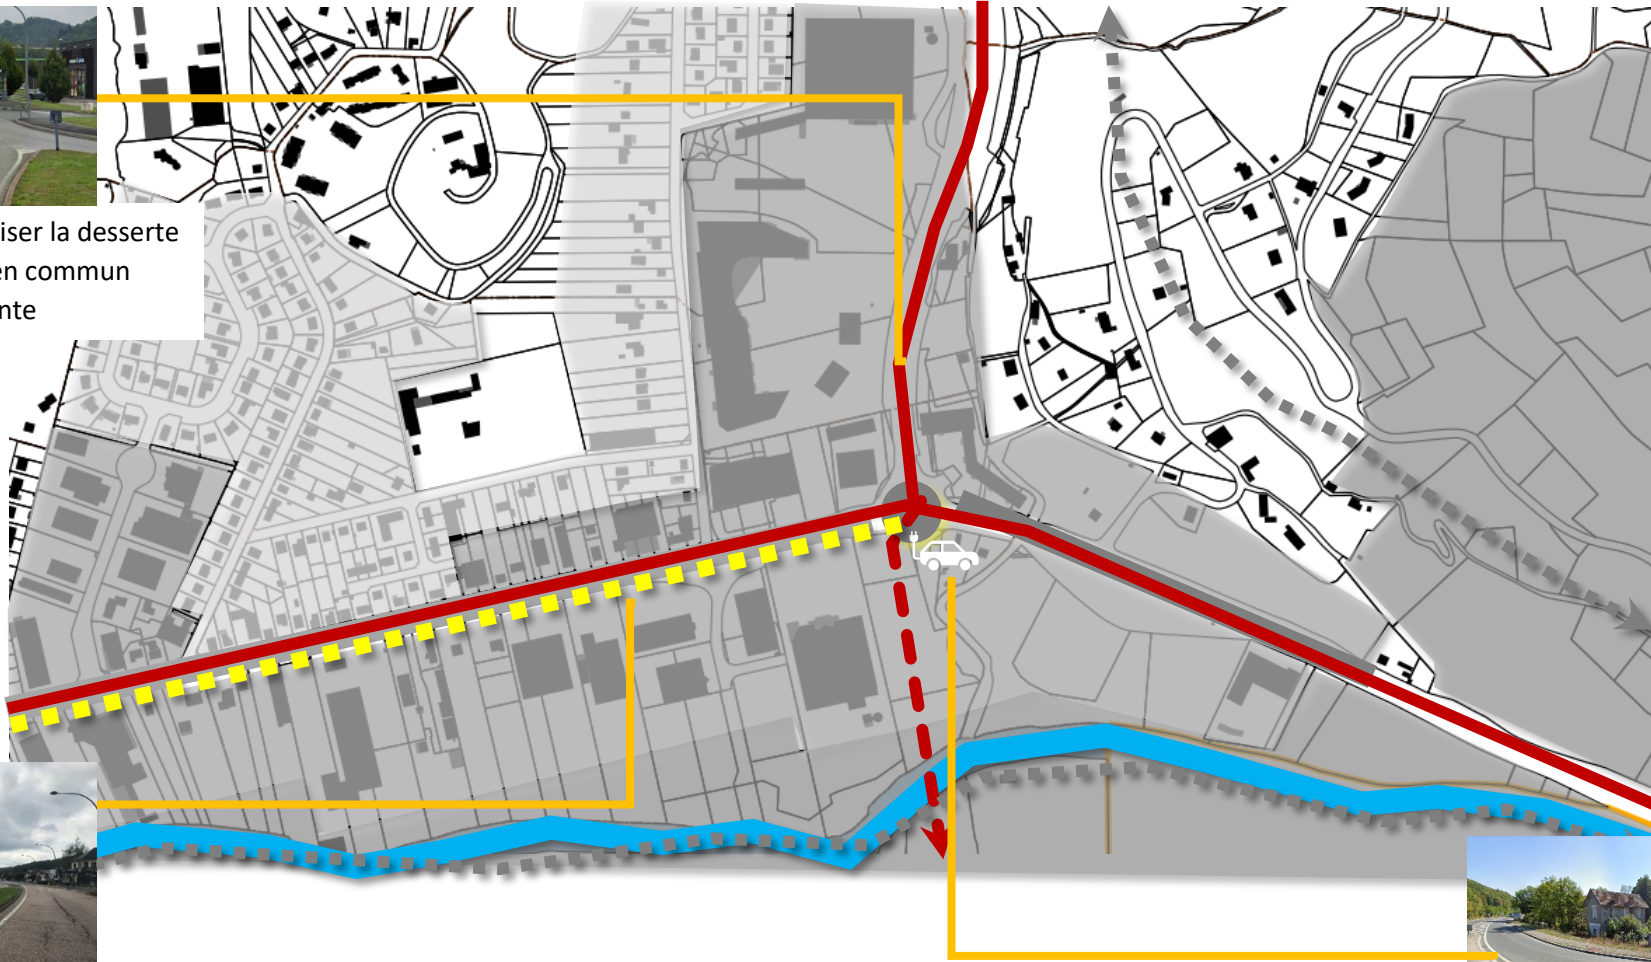 iser la desserte
en commun
nte